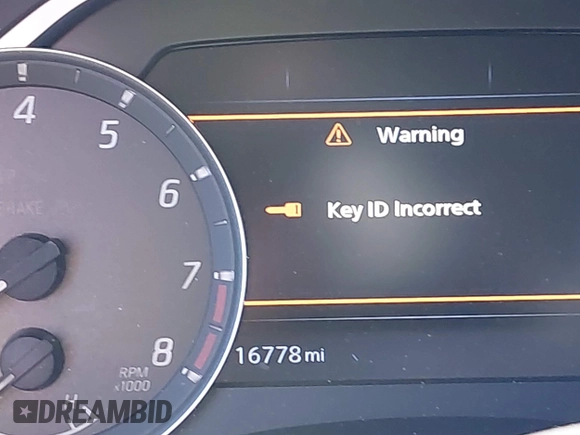 4
5
6
7
8
RPM
x1000
Warning
Key ID Incorrect
16778 mi
H
DREAMBID